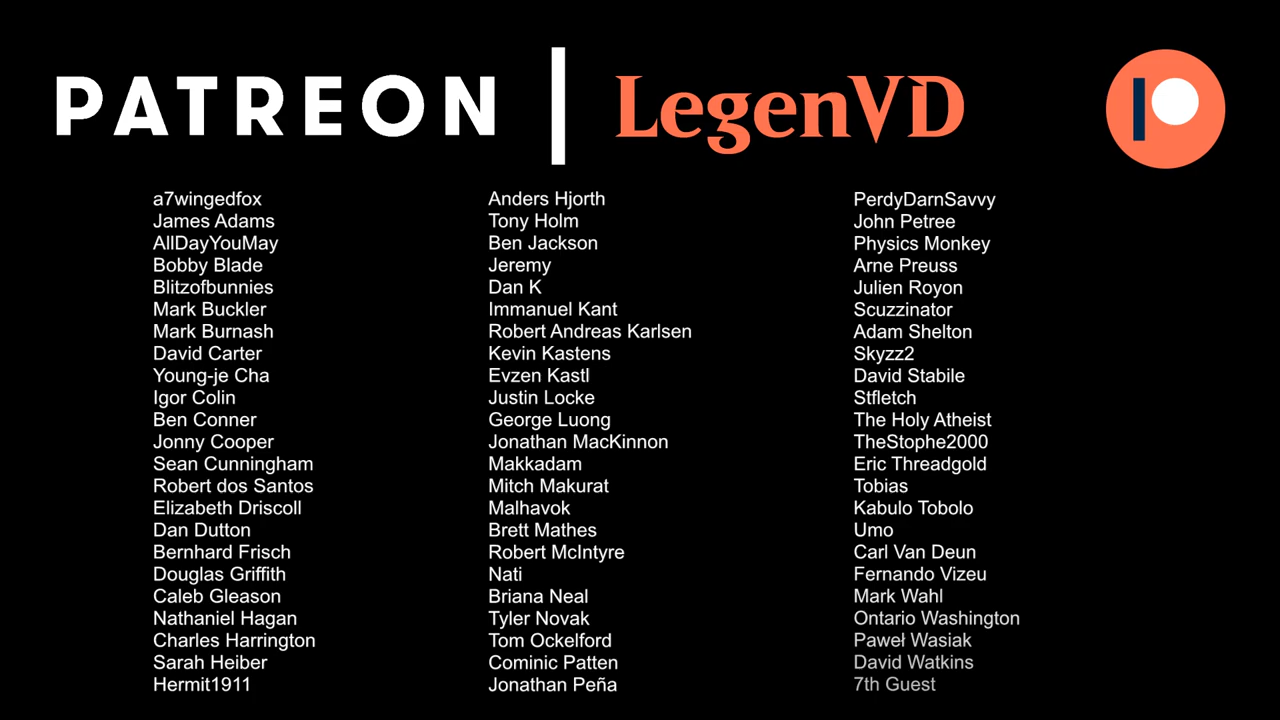 PATREON | LegenVD
a7wingedfox
James Adams
AllDayYouMay
Bobby Blade
Blitzofbunnies
Mark Buckler
Mark Burnash
David Carter
Young-je Cha
Igor Colin
Ben Conner
Jonny Cooper
Sean Cunningham
Robert dos Santos
Elizabeth Driscoll
Dan Dutton
Bernhard Frisch
Douglas Griffith
Caleb Gleason
Nathaniel Hagan
Charles Harrington
Sarah Heiber
Hermit1911
Anders Hjorth
Tony Holm
Ben Jackson
Jeremy
Dan K
Immanuel Kant
Robert Andreas Karlsen
Kevin Kastens
Evzen Kastl
Justin Locke
George Luong
Jonathan MacKinnon
Makkadam
Mitch Makurat
Malhavok
Brett Mathes
Robert McIntyre
Nati
Briana Neal
Tyler Novak
Tom Ockelford
Cominic Patten
Jonathan Peña
PerdyDarnSavvy
John Petree
Physics Monkey
Arne Preuss
Julien Royon
Scuzzinator
Adam Shelton
Skyzz2
David Stabile
Stfletch
The Holy Atheist
TheStophe2000
Eric Threadgold
Tobias
Kabulo Tobolo
Umo
Carl Van Deun
Fernando Vizeu
Mark Wahl
Ontario Washington
Paweł Wasiak
David Watkins
7th Guest